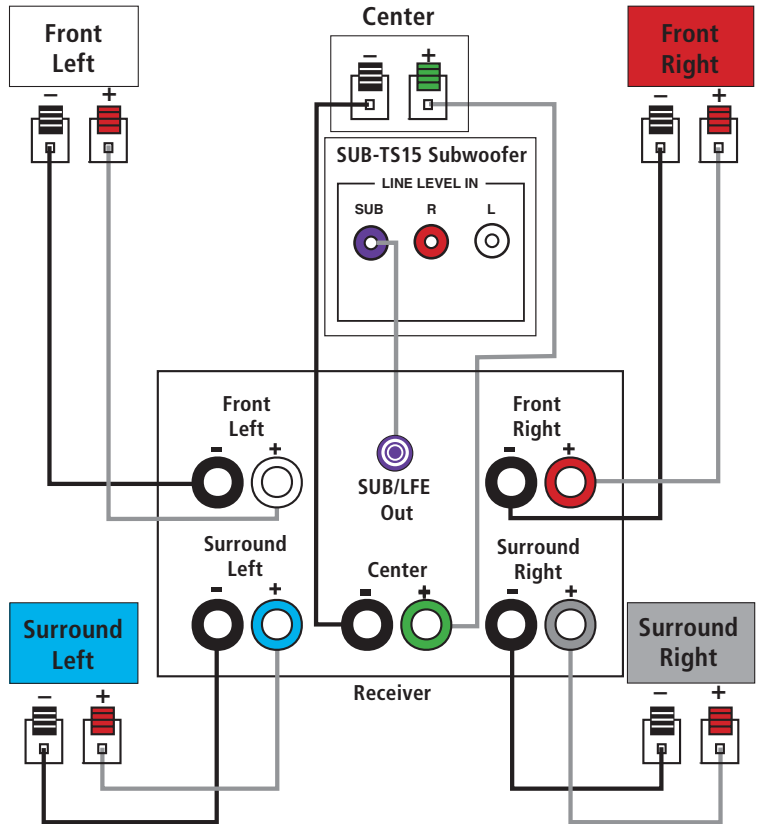 Front
Left
− +
Center
− +
Front
Right
− +
SUB-TS15 Subwoofer
LINE LEVEL IN
SUB R L
Front
Left
- +
SUB/LFE
Out
Front
Right
- +
Surround
Left
- +
Center
- +
Surround
Right
- +
Receiver
Surround
Left
− +
Surround
Right
− +